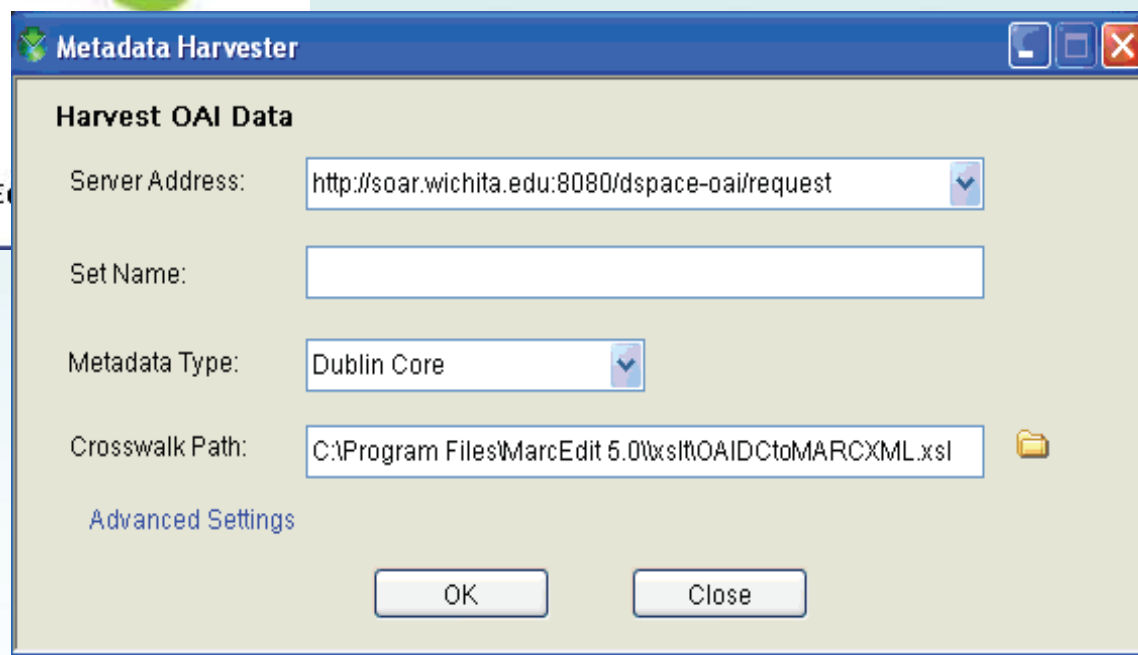 Metadata Harvester
Harvest OAI Data
Server Address: http://soar.wichita.edu:8080/dspace-oai/request
Set Name:
Metadata Type: Dublin Core
Crosswalk Path: C:\Program Files\MarcEdit 5.0\\xslt\OAIDCtoMARCXML.xsl
Advanced Settings
OK Close